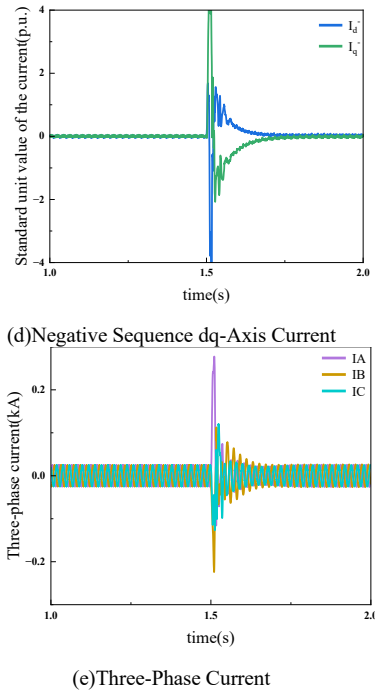 Standard unit value of the current(p.u.)
4
2
0
−2
−4
I_d^-
I_q^-
1.0 1.5 2.0
time(s)
(d)Negative Sequence dq-Axis Current
Three-phase current(kA)
0.2
0.0
−0.2
IA
IB
IC
1.0 1.5 2.0
time(s)
(e)Three-Phase Current